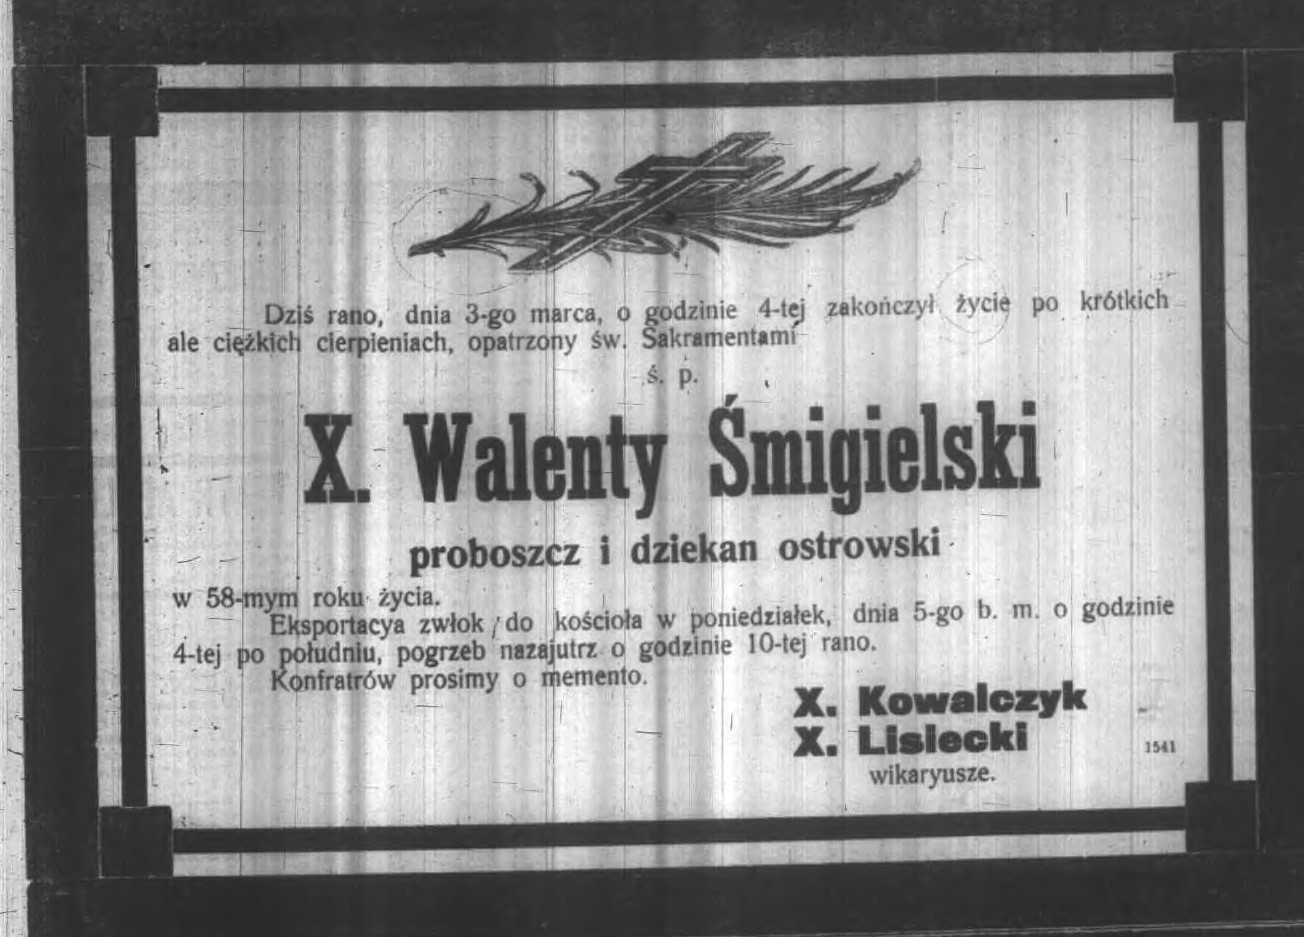 Dziś rano, dnia 3-go marca, o godzinie 4-tej zakończył życie po krótkich
ale ciężkich cierpieniach, opatrzony św. Sakramentami
ś. p.
X. Walenty Śmigielski
proboszcz i dziekan ostrowski
w 58-mym roku życia.
Eksportacya zwłok do kościoła w poniedziałek, dnia 5-go b. m. o godzinie
4-tej po południu, pogrzeb nazajutrz o godzinie 10-tej rano.
Konfratrów prosimy o memento.
X. Kowalczyk
X. Lisiecki
wikaryusze.
1541